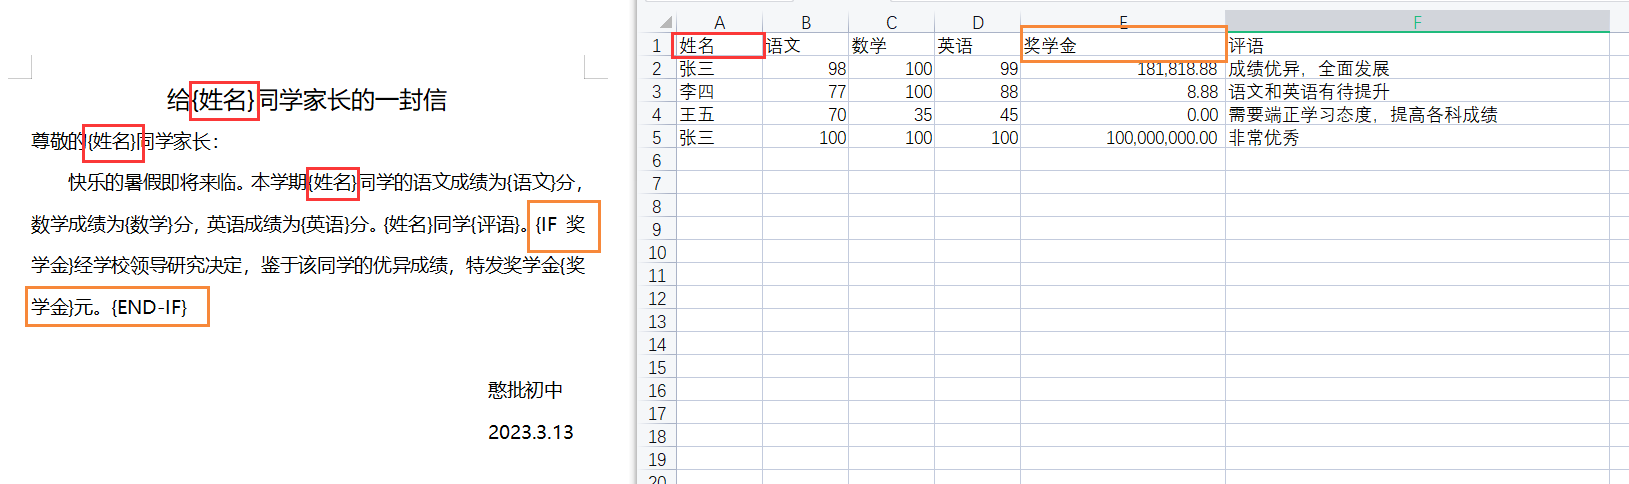 给{姓名}同学家长的一封信
尊敬的{姓名}同学家长：
快乐的暑假即将来临。本学期{姓名}同学的语文成绩为{语文}分，
数学成绩为{数学}分，英语成绩为{英语}分。{姓名}同学{评语}。{IF 奖
学金}经学校领导研究决定，鉴于该同学的优异成绩，特发奖学金{奖
学金}元。{END-IF}
憨批初中
2023.3.13
A B C D E F
1 姓名 语文 数学 英语 奖学金 评语
2 张三 98 100 99 181,818.88 成绩优异，全面发展
3 李四 77 100 88 8.88 语文和英语有待提升
4 王五 70 35 45 0.00 需要端正学习态度，提高各科成绩
5 张三 100 100 100 100,000,000.00 非常优秀
6
7
8
9
10
11
12
13
14
15
16
17
18
19
20